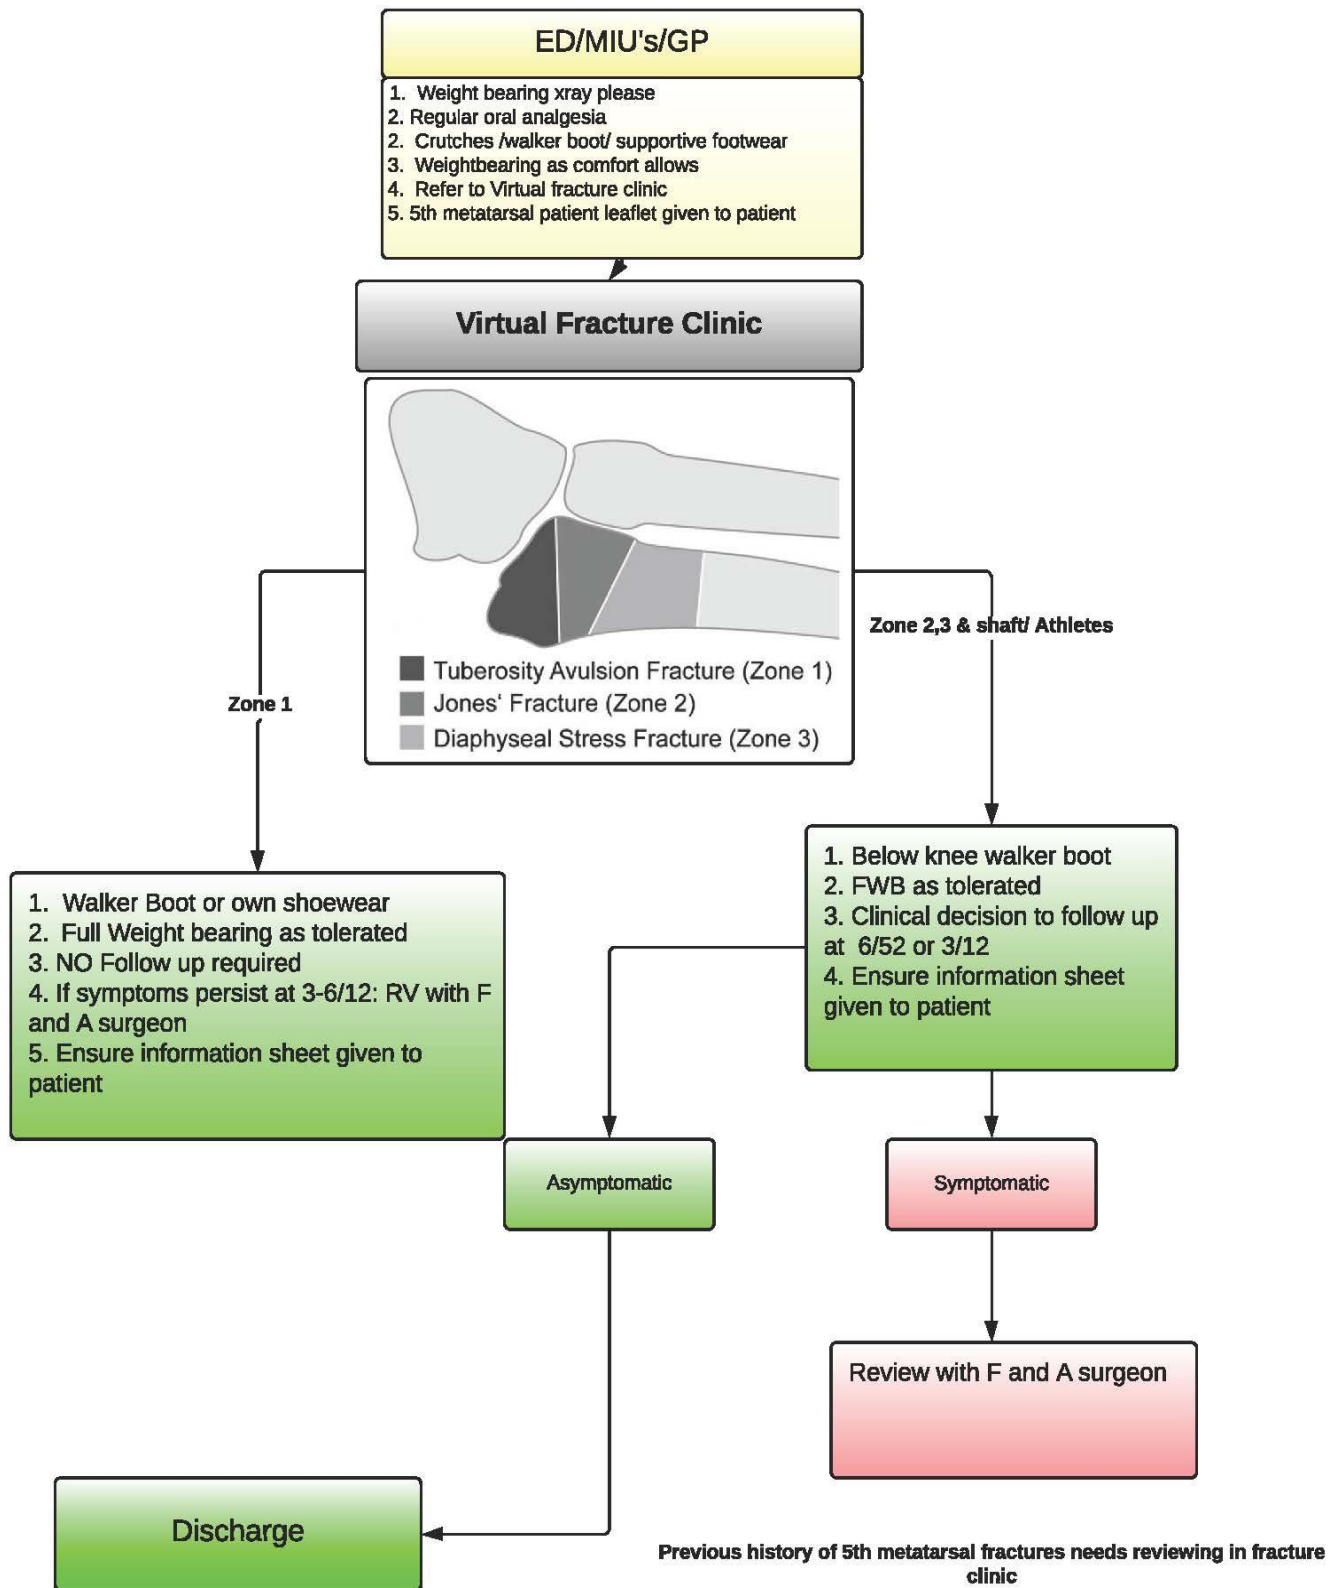 ED/MIU's/GP
1. Weight bearing xray please
2. Regular oral analgesia
2. Crutches /walker boot/ supportive footwear
3. Weightbearing as comfort allows
4. Refer to Virtual fracture clinic
5. 5th metatarsal patient leaflet given to patient
Virtual Fracture Clinic
Tuberosity Avulsion Fracture (Zone 1)
Jones‘ Fracture (Zone 2)
Diaphyseal Stress Fracture (Zone 3)
Zone 1
Zone 2,3 & shaft/ Athletes
1. Walker Boot or own shoewear
2. Full Weight bearing as tolerated
3. NO Follow up required
4. If symptoms persist at 3-6/12: RV with F
and A surgeon
5. Ensure information sheet given to
patient
1. Below knee walker boot
2. FWB as tolerated
3. Clinical decision to follow up
at 6/52 or 3/12
4. Ensure information sheet
given to patient
Asymptomatic
Symptomatic
Review with F and A surgeon
Discharge
Previous history of 5th metatarsal fractures needs reviewing in fracture
clinic